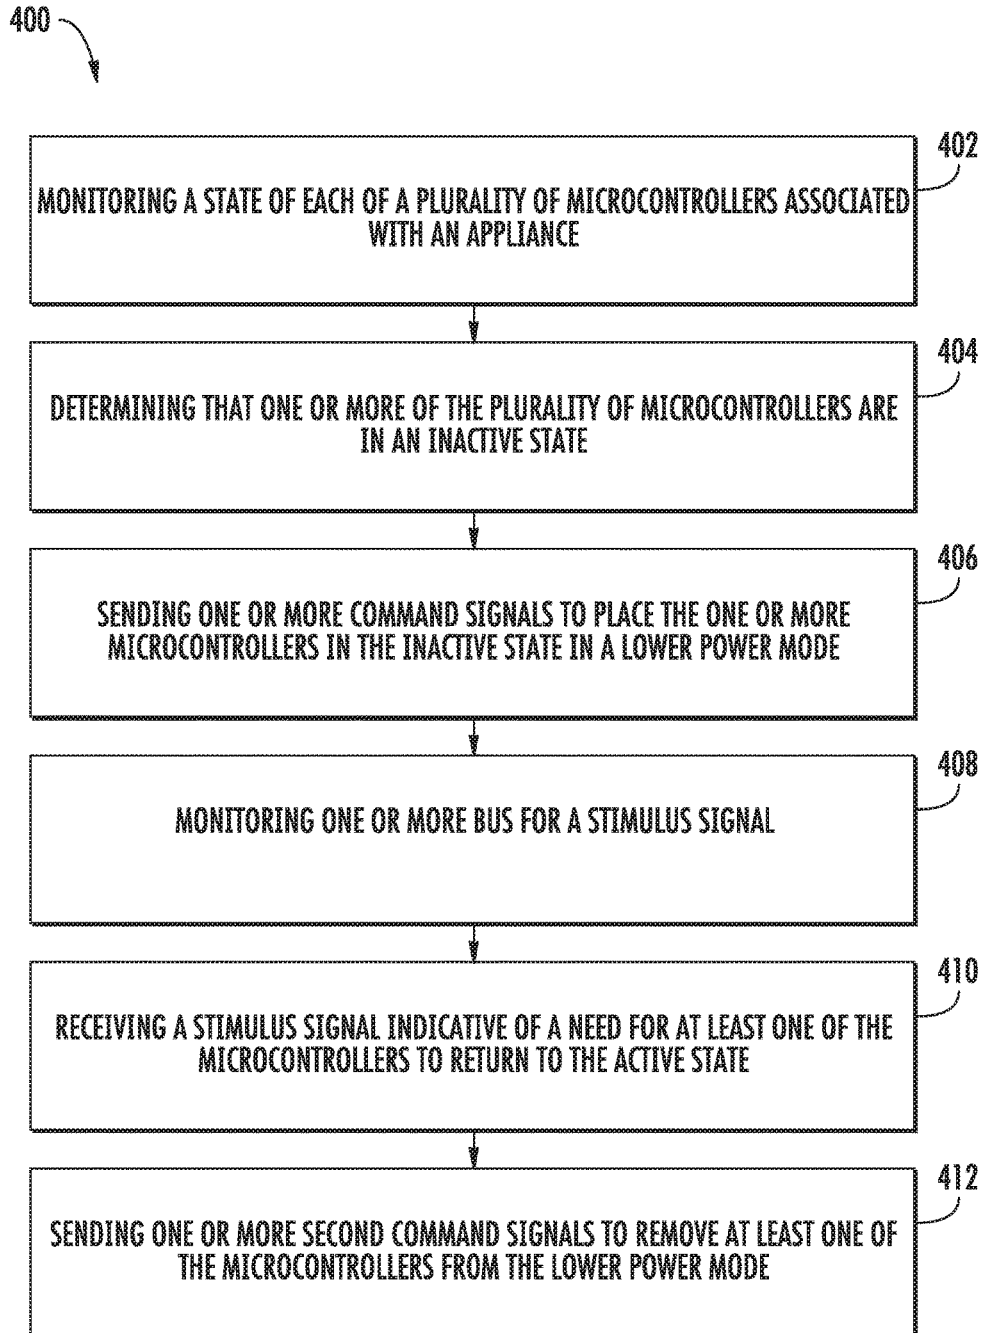 400
402
MONITORING A STATE OF EACH OF A PLURALITY OF MICROCONTROLLERS ASSOCIATED
WITH AN APPLIANCE
404
DETERMINING THAT ONE OR MORE OF THE PLURALITY OF MICROCONTROLLERS ARE
IN AN INACTIVE STATE
406
SENDING ONE OR MORE COMMAND SIGNALS TO PLACE THE ONE OR MORE
MICROCONTROLLERS IN THE INACTIVE STATE IN A LOWER POWER MODE
408
MONITORING ONE OR MORE BUS FOR A STIMULUS SIGNAL
410
RECEIVING A STIMULUS SIGNAL INDICATIVE OF A NEED FOR AT LEAST ONE OF THE
MICROCONTROLLERS TO RETURN TO THE ACTIVE STATE
412
SENDING ONE OR MORE SECOND COMMAND SIGNALS TO REMOVE AT LEAST ONE OF
THE MICROCONTROLLERS FROM THE LOWER POWER MODE